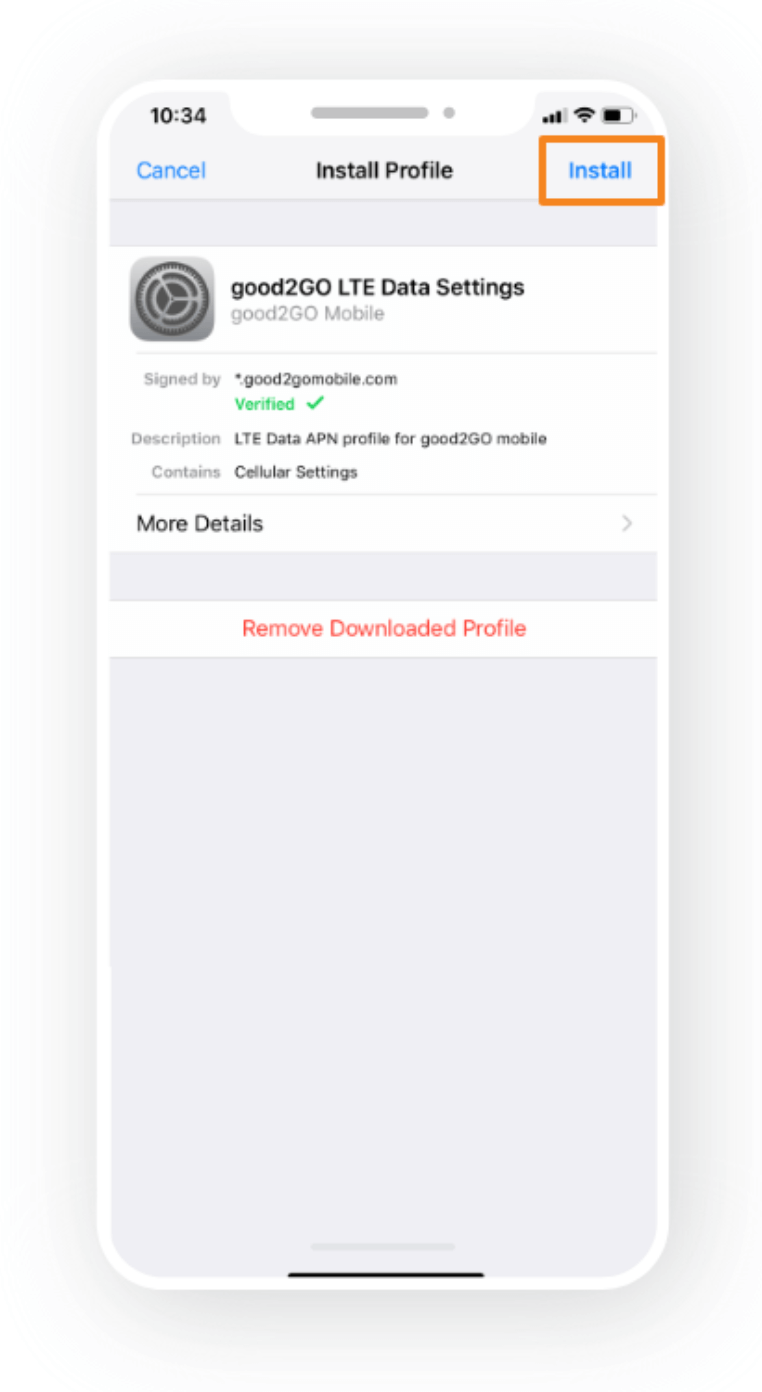 10:34
Cancel Install Profile Install
good2GO LTE Data Settings
good2GO Mobile
Signed by *.good2gomobile.com
Verified ✓
Description LTE Data APN profile for good2GO mobile
Contains Cellular Settings
More Details
Remove Downloaded Profile